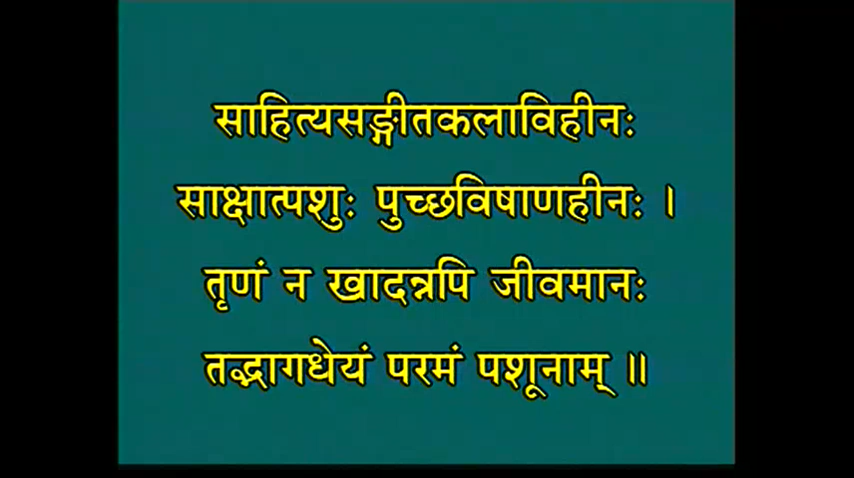 साहित्यसङ्गीतकलाविहीनः
साक्षात्पशुः पुच्छविषाणहीनः ।
तृणं न खादन्नपि जीवमानः
तद्भागधेयं परमं पशूनाम् ॥